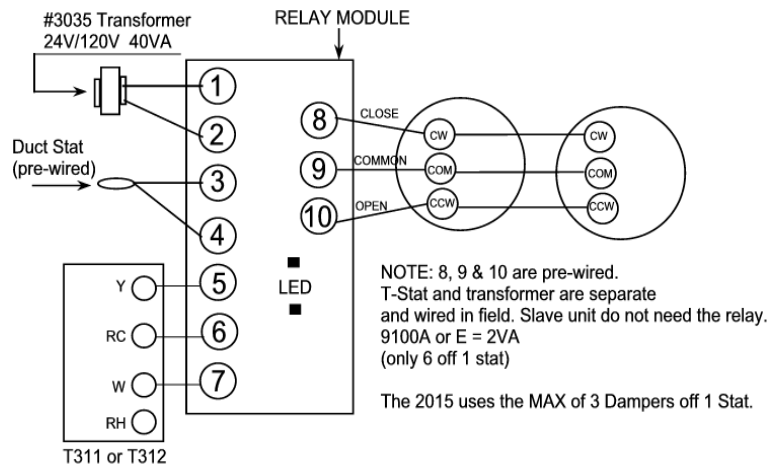 #3035 Transformer
24V/120V 40VA
RELAY MODULE
1
2
Duct Stat
(pre-wired)
3
4
8
CLOSE
9
COMMON
10
OPEN
CW
COM
CCW
CW
COM
CCW
LED
Y
5
RC
6
W
7
RH
T311 or T312
NOTE: 8, 9 & 10 are pre-wired.
T-Stat and transformer are separate
and wired in field. Slave unit do not need the relay.
9100A or E = 2VA
(only 6 off 1 stat)
The 2015 uses the MAX of 3 Dampers off 1 Stat.